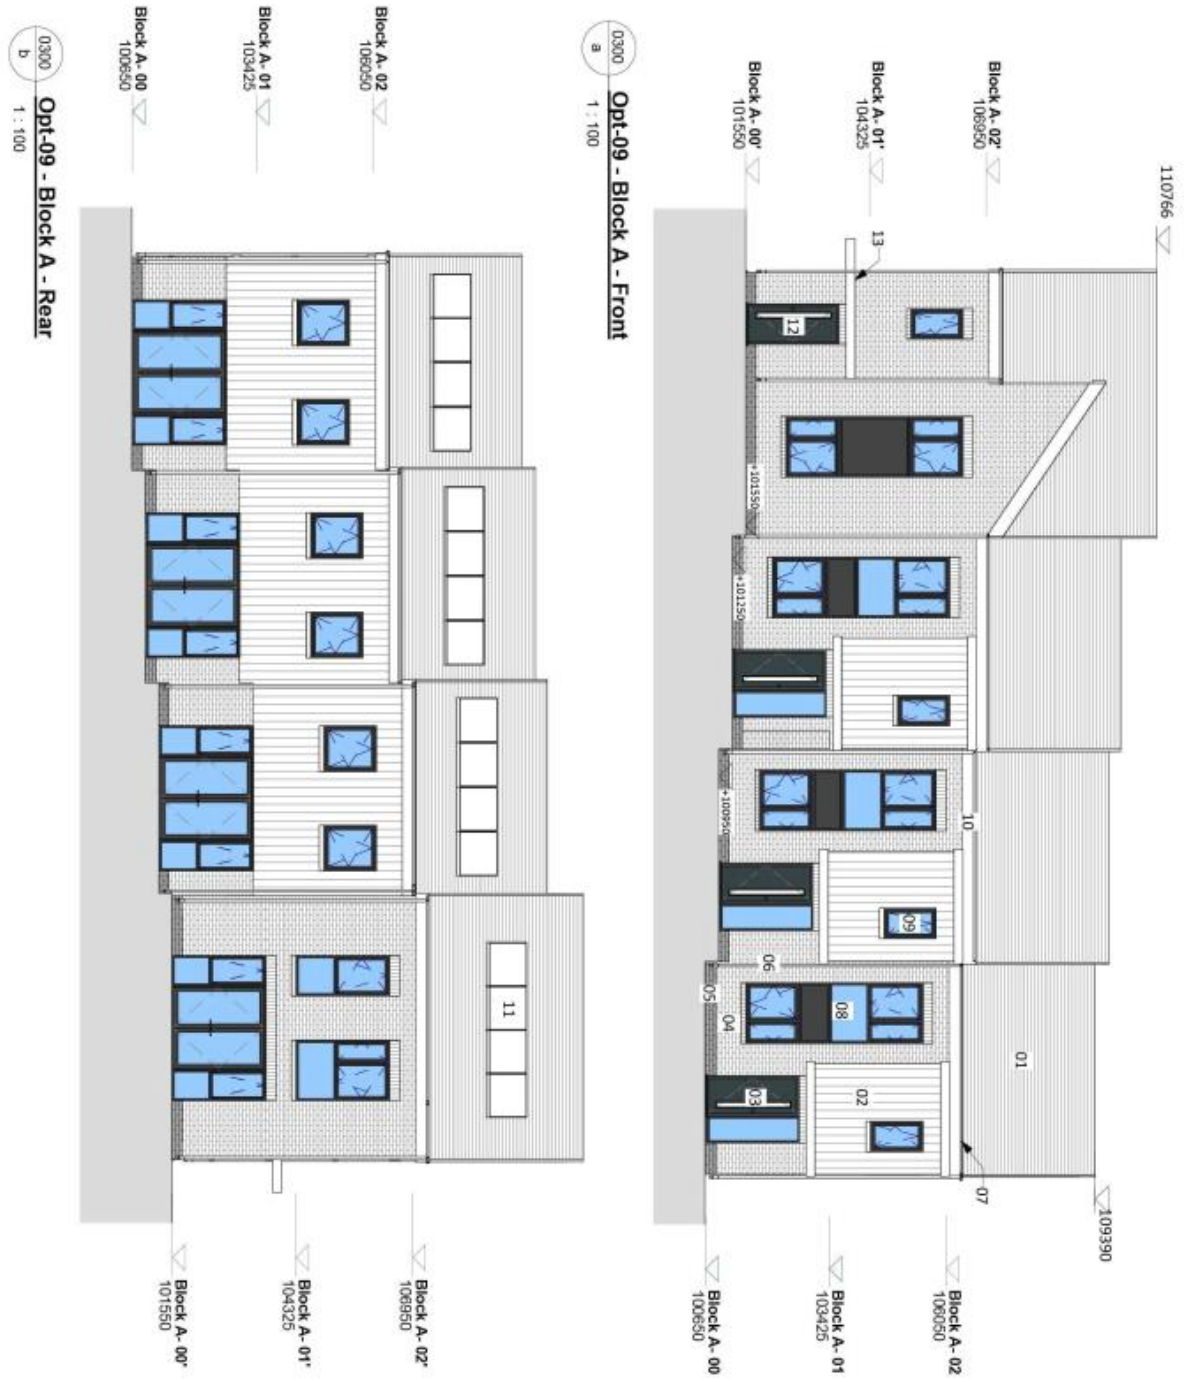 110766
Block A- 02'
106950
Block A- 01'
104325
Block A- 00'
101550
13
12
+101550
+101250
+100950
10
09
08
06
05
04
03
02
01
07
109390
Block A- 02
106050
Block A- 01
103425
Block A- 00
100650
0300
a
Opt-09 - Block A - Front
1 : 100
Block A- 02
106050
Block A- 01
103425
Block A- 00
100650
11
Block A- 02'
106950
Block A- 01'
104325
Block A- 00'
101550
0300
b
Opt-09 - Block A - Rear
1 : 100